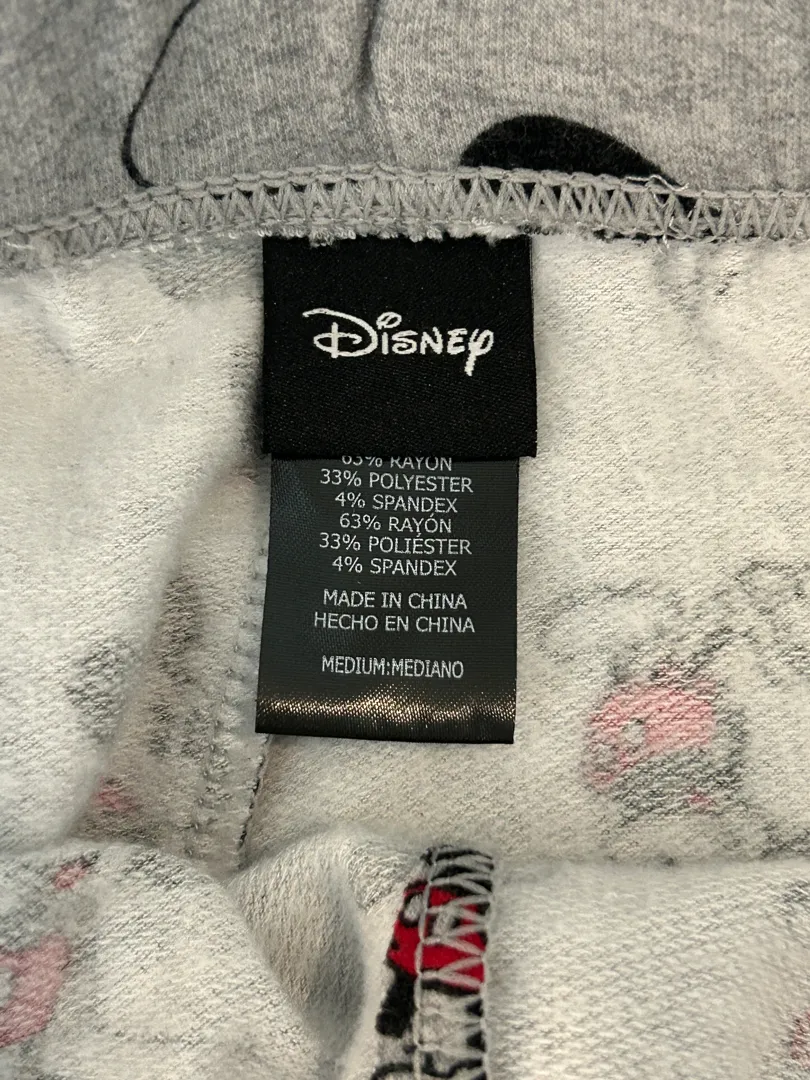 Disney
63% RAYON
33% POLYESTER
4% SPANDEX
63% RAYÓN
33% POLIÉSTER
4% SPANDEX
MADE IN CHINA
HECHO EN CHINA
MEDIUM:MEDIANO